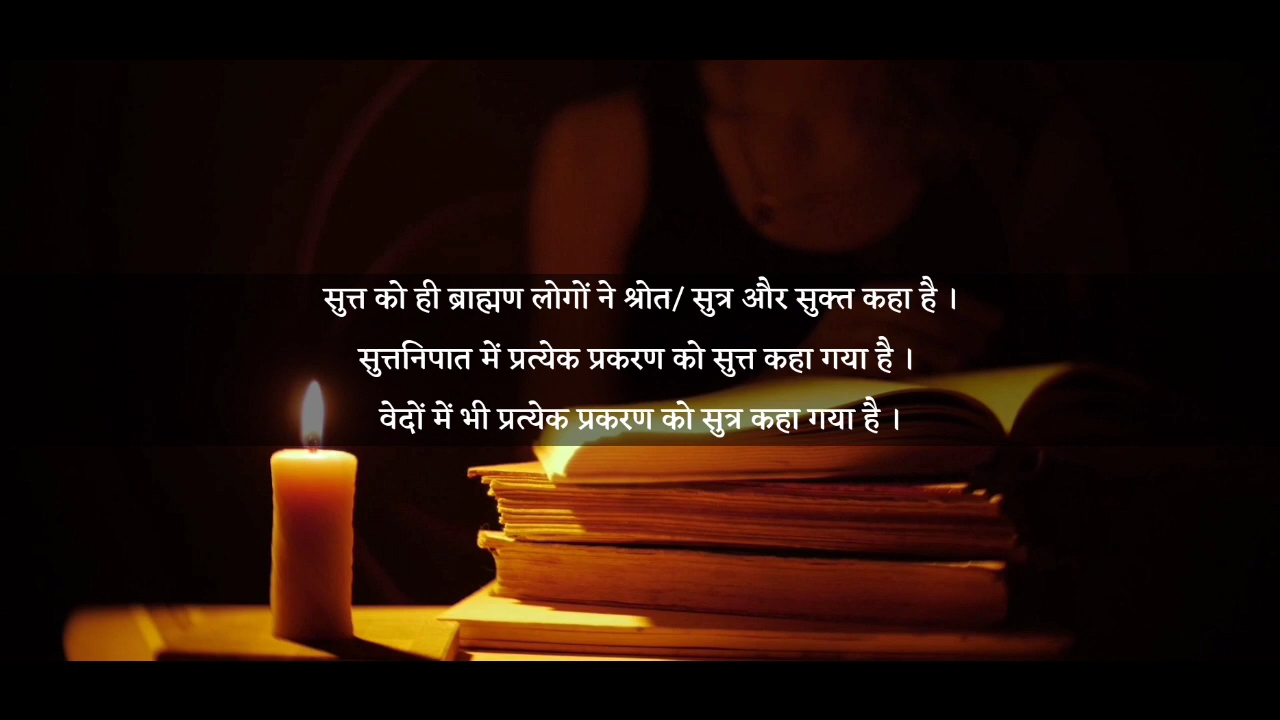 सुत्त को ही ब्राह्मण लोगों ने श्रोत/ सुत्र और सुक्त कहा है ।
सुत्तनिपात में प्रत्येक प्रकरण को सुत्त कहा गया है ।
वेदों में भी प्रत्येक प्रकरण को सुत्र कहा गया है ।